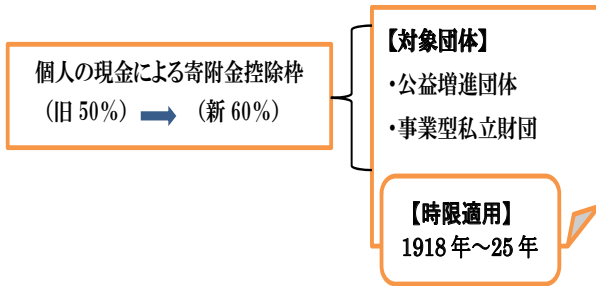 個人の現金による寄附金控除枠
(旧 50%) ➡ (新 60%)
【対象団体】
・公益増進団体
・事業型私立財団
【時限適用】
1918 年～25 年